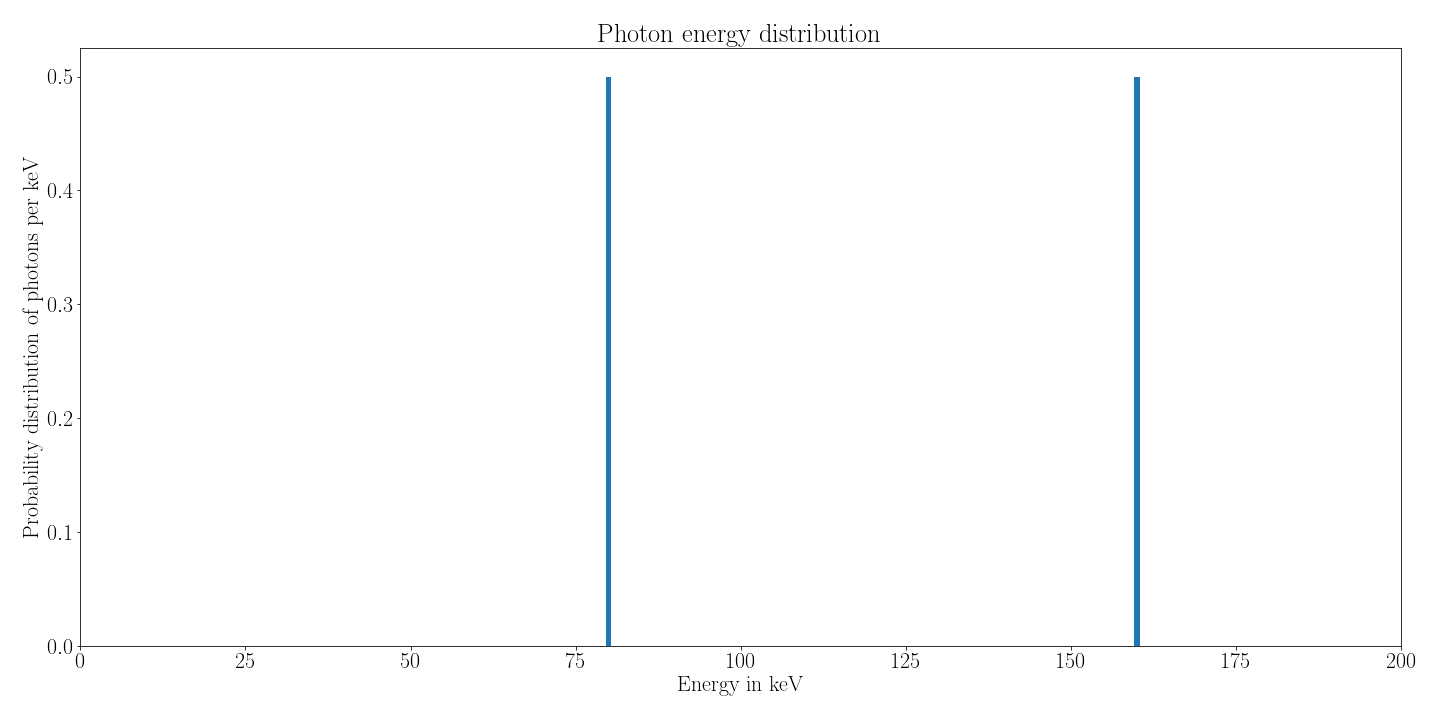 Photon energy distribution
Probability distribution of photons per keV
0.5
0.4
0.3
0.2
0.1
0.0
0 25 50 75 100 125 150 175 200
Energy in keV